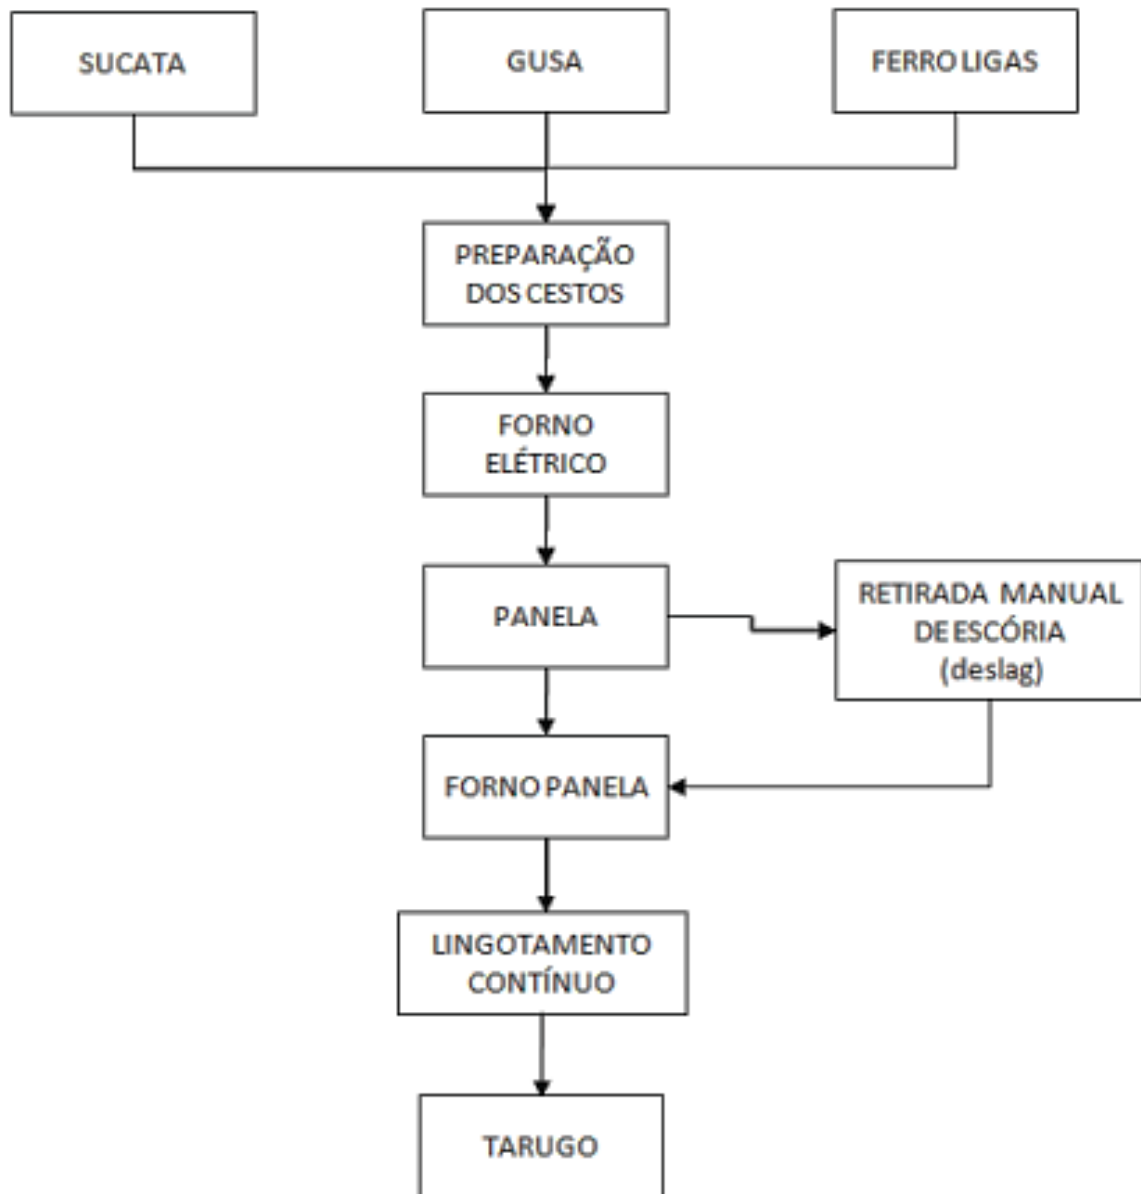 SUCATA
GUSA
FERRO LIGAS
PREPARAÇÃO
DOS CESTOS
FORNO
ELÉTRICO
PANELA
RETIRADA MANUAL
DE ESCÓRIA
(deslag)
FORNO PANELA
LINGOTAMENTO
CONTÍNUO
TARUGO